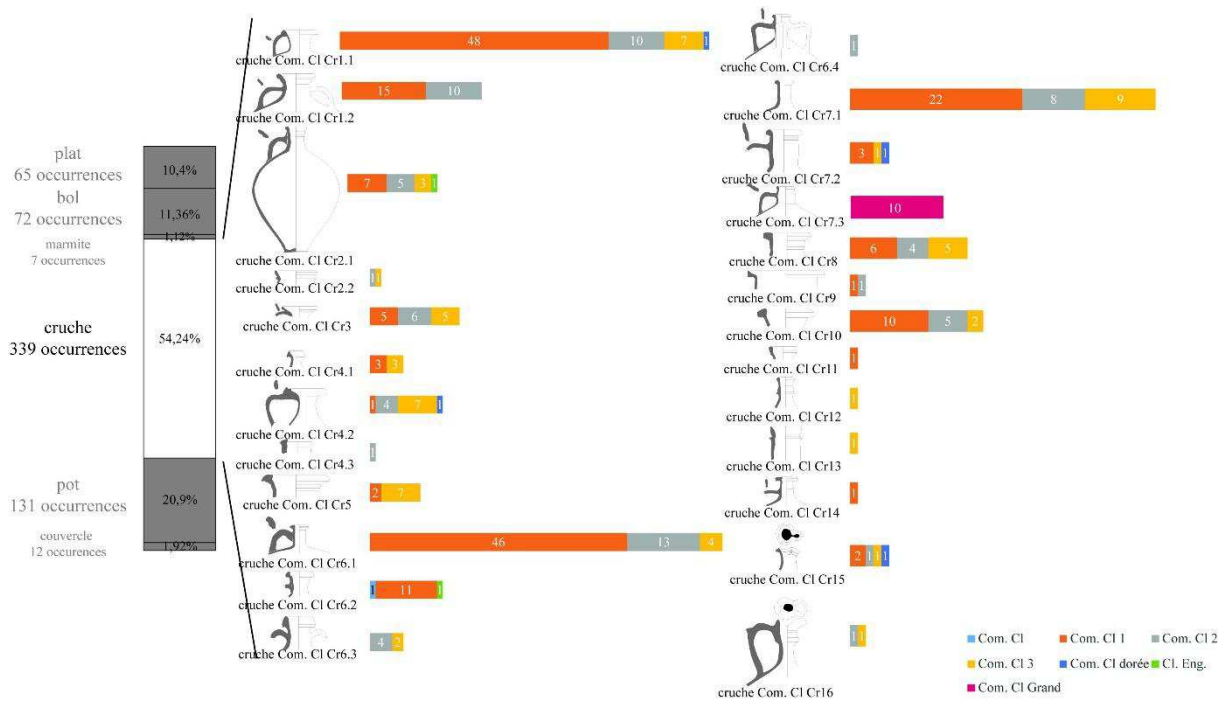 plat
65 occurrences
10,4%
bol
72 occurrences
11,36%
marmite
7 occurrences
1,12%
cruche
339 occurrences
54,24%
pot
131 occurrences
20,9%
couvercle
12 occurences
1,92%
cruche Com. Cl Cr1.1
48 10 7 1
cruche Com. Cl Cr1.2
15 10
cruche Com. Cl Cr2.1
7 5 3 1
cruche Com. Cl Cr2.2
1 1
cruche Com. Cl Cr3
5 6 5
cruche Com. Cl Cr4.1
3 3
cruche Com. Cl Cr4.2
1 4 7 1
cruche Com. Cl Cr4.3
1
cruche Com. Cl Cr5
2 7
cruche Com. Cl Cr6.1
46 13 4
cruche Com. Cl Cr6.2
1 11 1
cruche Com. Cl Cr6.3
4 2
cruche Com. Cl Cr6.4
1
cruche Com. Cl Cr7.1
22 8 9
cruche Com. Cl Cr7.2
3 1 1
cruche Com. Cl Cr7.3
10
cruche Com. Cl Cr8
6 4 5
cruche Com. Cl Cr9
1 1
cruche Com. Cl Cr10
10 5 2
cruche Com. Cl Cr11
1
cruche Com. Cl Cr12
1
cruche Com. Cl Cr13
1
cruche Com. Cl Cr14
1
cruche Com. Cl Cr15
2 1 1 1
cruche Com. Cl Cr16
1 1
Com. Cl Com. Cl 1 Com. Cl 2
Com. Cl 3 Com. Cl dorée Cl. Eng.
Com. Cl Grand